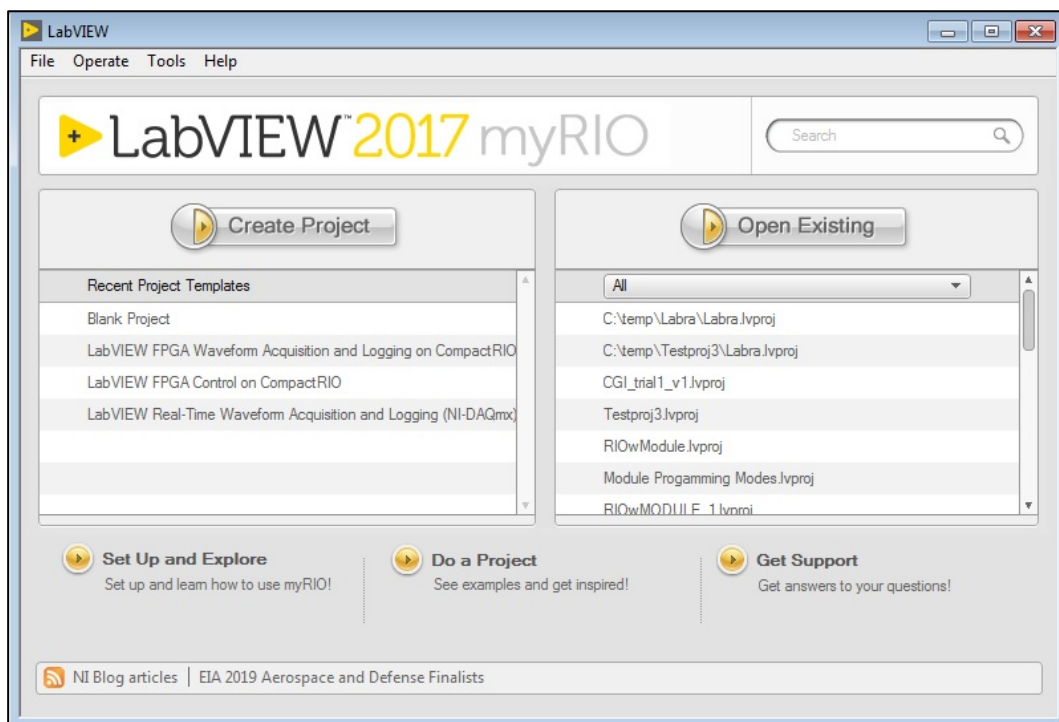 LabVIEW
File Operate Tools Help
LabVIEW™ 2017 myRIO
Search
Create Project
Recent Project Templates
Blank Project
LabVIEW FPGA Waveform Acquisition and Logging on CompactRIO
LabVIEW FPGA Control on CompactRIO
LabVIEW Real-Time Waveform Acquisition and Logging (NI-DAQmx)
Open Existing
All
C:\temp\Labra\Labra.lvproj
C:\temp\Testproj3\Labra.lvproj
CGI_trial1_v1.lvproj
Testproj3.lvproj
RIOwModule.lvproj
Module Progamming Modes.lvproj
RIOwMODULE_1.lvproj
Set Up and Explore
Set up and learn how to use myRIO!
Do a Project
See examples and get inspired!
Get Support
Get answers to your questions!
NI Blog articles | EIA 2019 Aerospace and Defense Finalists